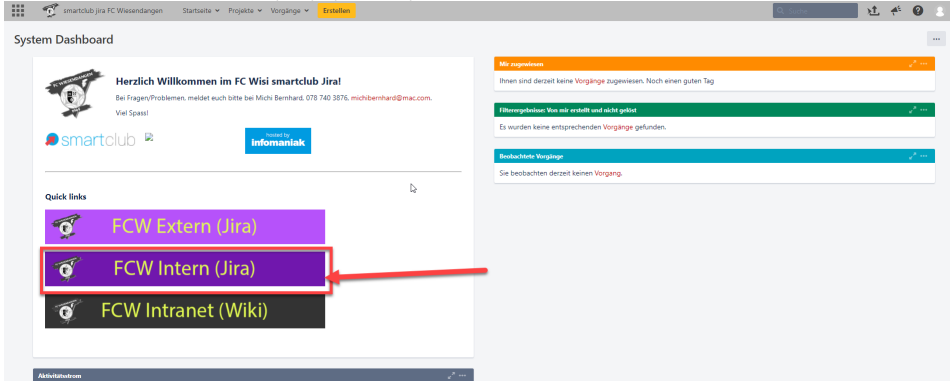 smartclub jira FC Wiesendangen Startseite Projekte Vorgänge Erstellen Suche
System Dashboard
FC WIESENDANGEN
Herzlich Willkommen im FC Wisi smartclub Jira!
Bei Fragen/Problemen, meldet euch bitte bei Michi Bernhard, 078 740 3876, michibernhard@mac.com.
Viel Spass!
smartclub
hosted by
infomaniak
Quick links
FCW Extern (Jira)
FCW Intern (Jira)
FCW Intranet (Wiki)
Aktivitätsstrom
Mir zugewiesen
Ihnen sind derzeit keine Vorgänge zugewiesen. Noch einen guten Tag
Filterergebnisse: Von mir erstellt und nicht gelöst
Es wurden keine entsprechenden Vorgänge gefunden.
Beobachtete Vorgänge
Sie beobachten derzeit keinen Vorgang.